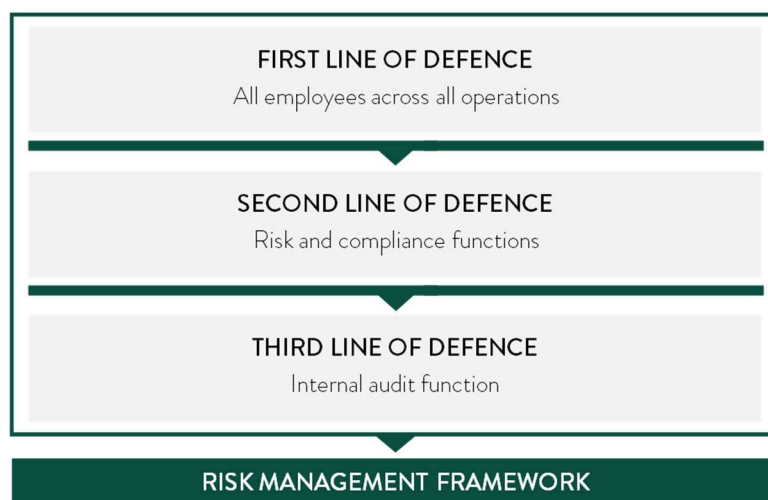 FIRST LINE OF DEFENCE
All employees across all operations
SECOND LINE OF DEFENCE
Risk and compliance functions
THIRD LINE OF DEFENCE
Internal audit function
RISK MANAGEMENT FRAMEWORK